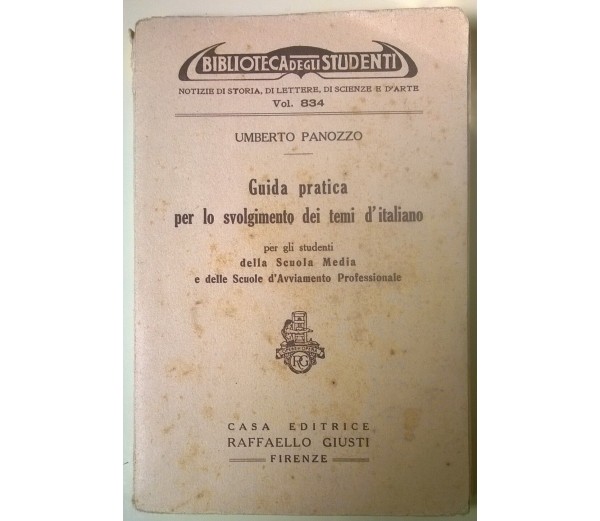 BIBLIOTECA DEGLI STUDENTI
NOTIZIE DI STORIA, DI LETTERE, DI SCIENZE E D'ARTE
Vol. 834
UMBERTO PANOZZO
Guida pratica
per lo svolgimento dei temi d'italiano
per gli studenti
della Scuola Media
e delle Scuole d'Avviamento Professionale
RG
CASA EDITRICE
RAFFAELLO GIUSTI
FIRENZE